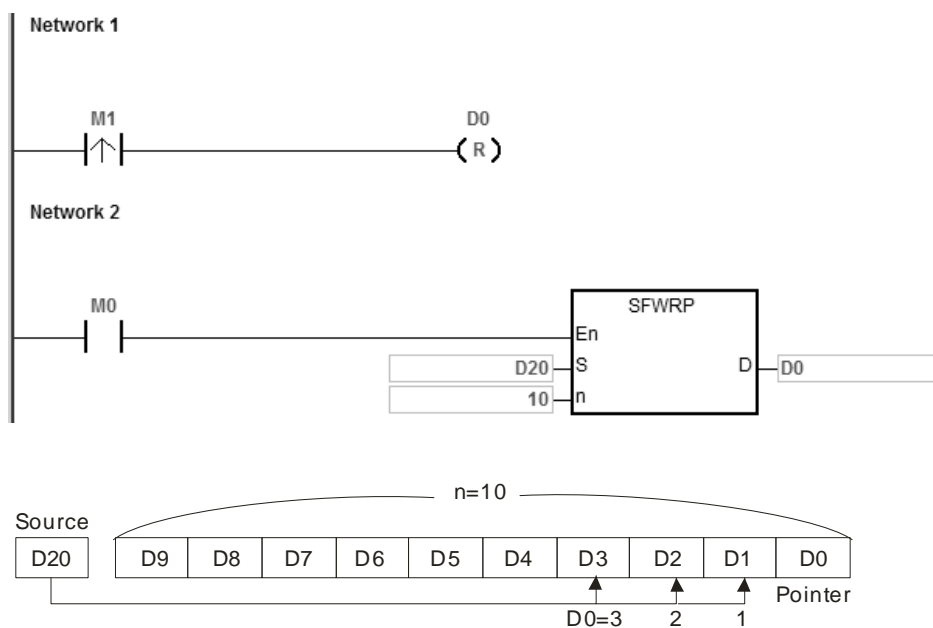 Network 1
M1
D0
( R )
Network 2
M0
SFWRP
En
D20 S D D0
10 n
n=10
Source
D20 D9 D8 D7 D6 D5 D4 D3 D2 D1 D0
Pointer
D0=3 2 1